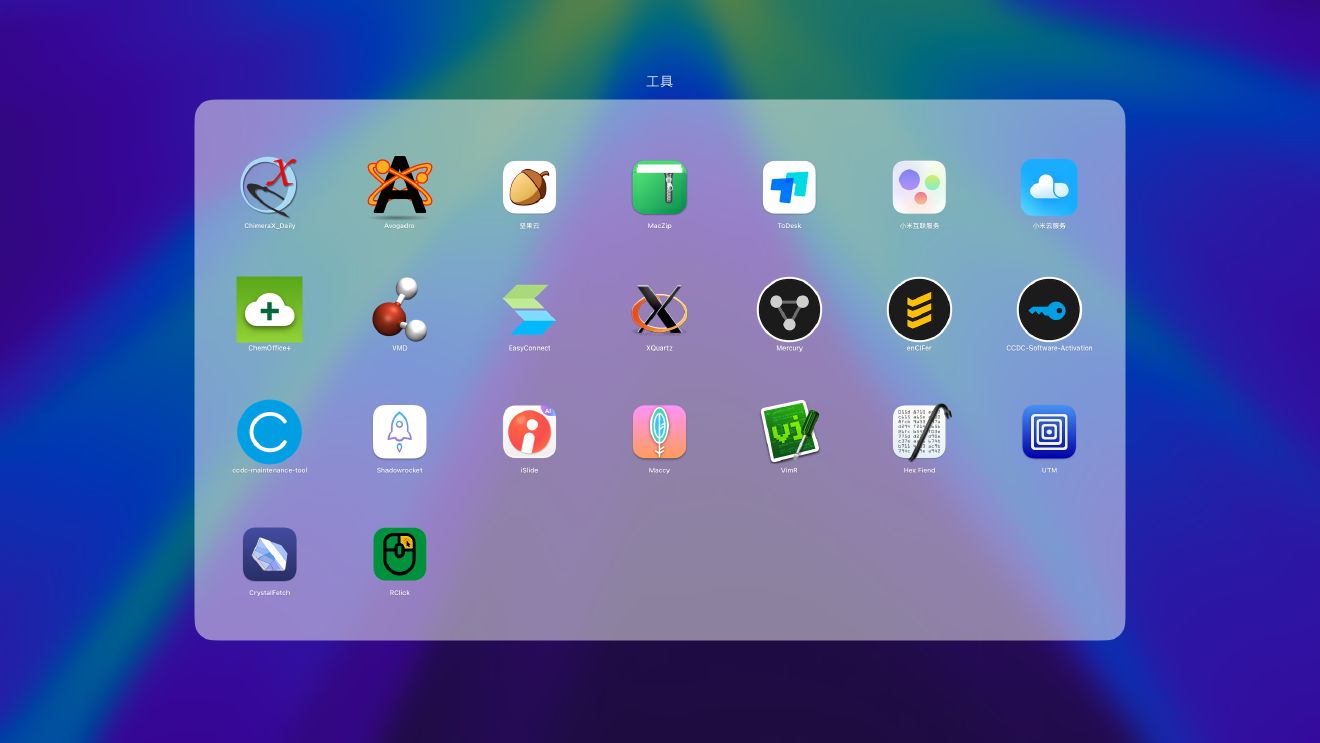 工具
ChimeraX_Daily
Avogadro
坚果云
MacZip
ToDesk
小米互联服务
小米云服务
ChemOffice+
VMD
EasyConnect
XQuartz
Mercury
enCIFer
CCDC-Software-Activation
ccdc-maintenance-tool
Shadowrocket
AI
iSlide
Maccy
Vi
VimR
Hex Fiend
UTM
CrystalFetch
RClick